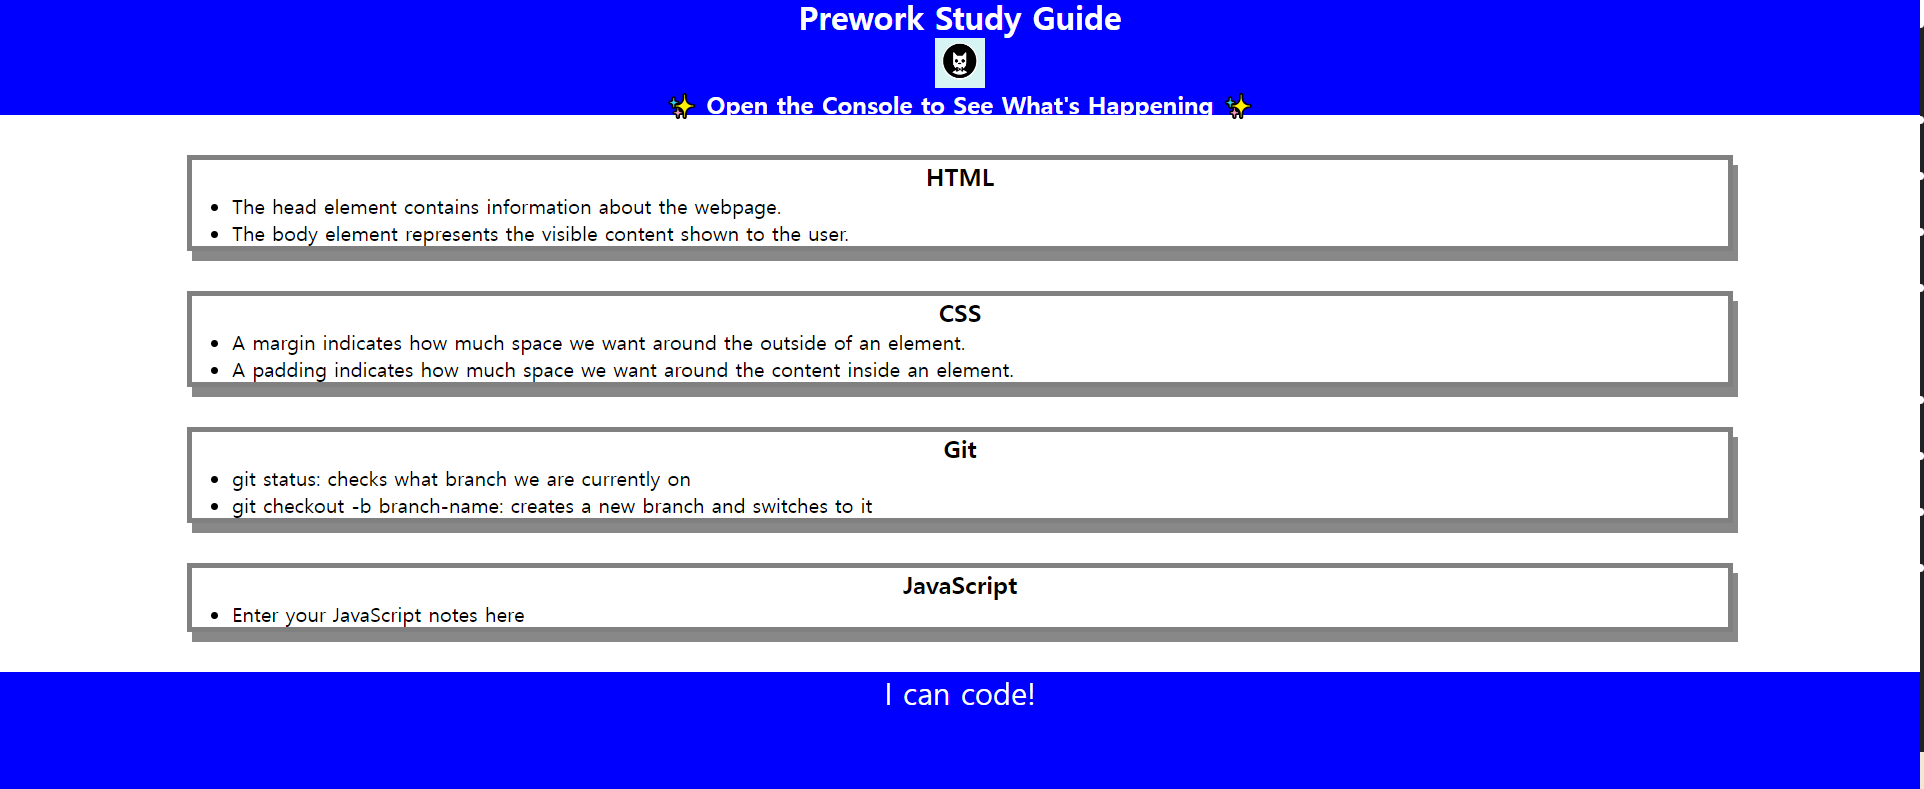 Prework Study Guide
✨ Open the Console to See What's Happening ✨
HTML
• The head element contains information about the webpage.
• The body element represents the visible content shown to the user.
CSS
• A margin indicates how much space we want around the outside of an element.
• A padding indicates how much space we want around the content inside an element.
Git
• git status: checks what branch we are currently on
• git checkout -b branch-name: creates a new branch and switches to it
JavaScript
• Enter your JavaScript notes here
I can code!